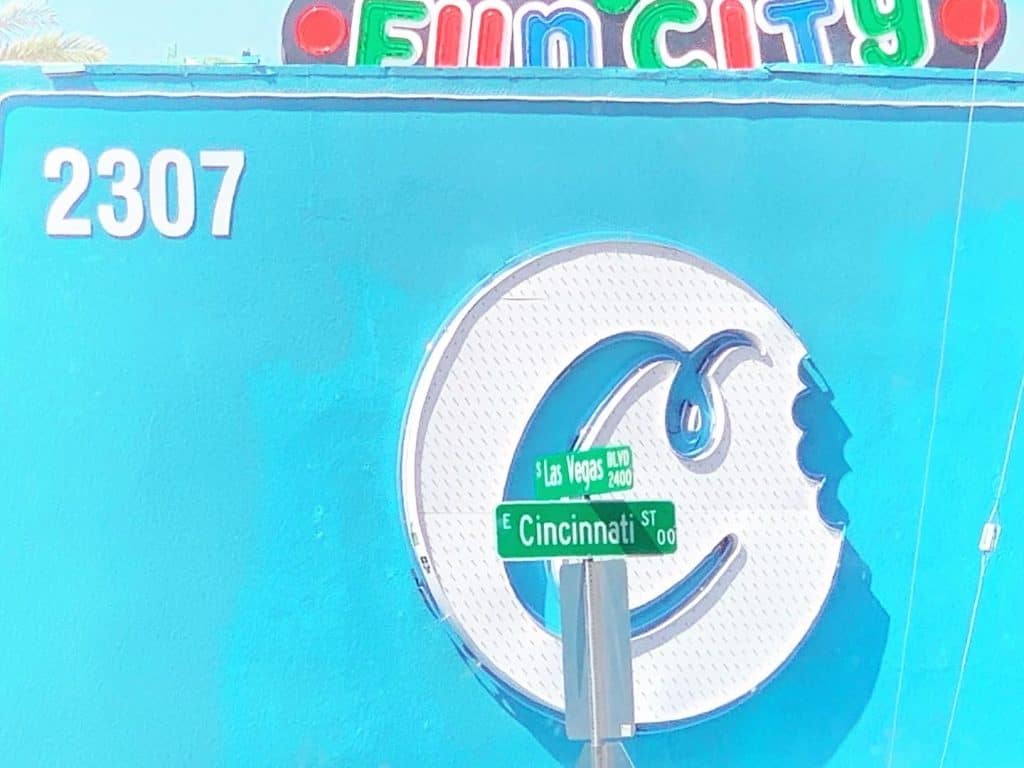 FUN CITY
2307
S Las Vegas BLVD 2400
E Cincinnati ST 00